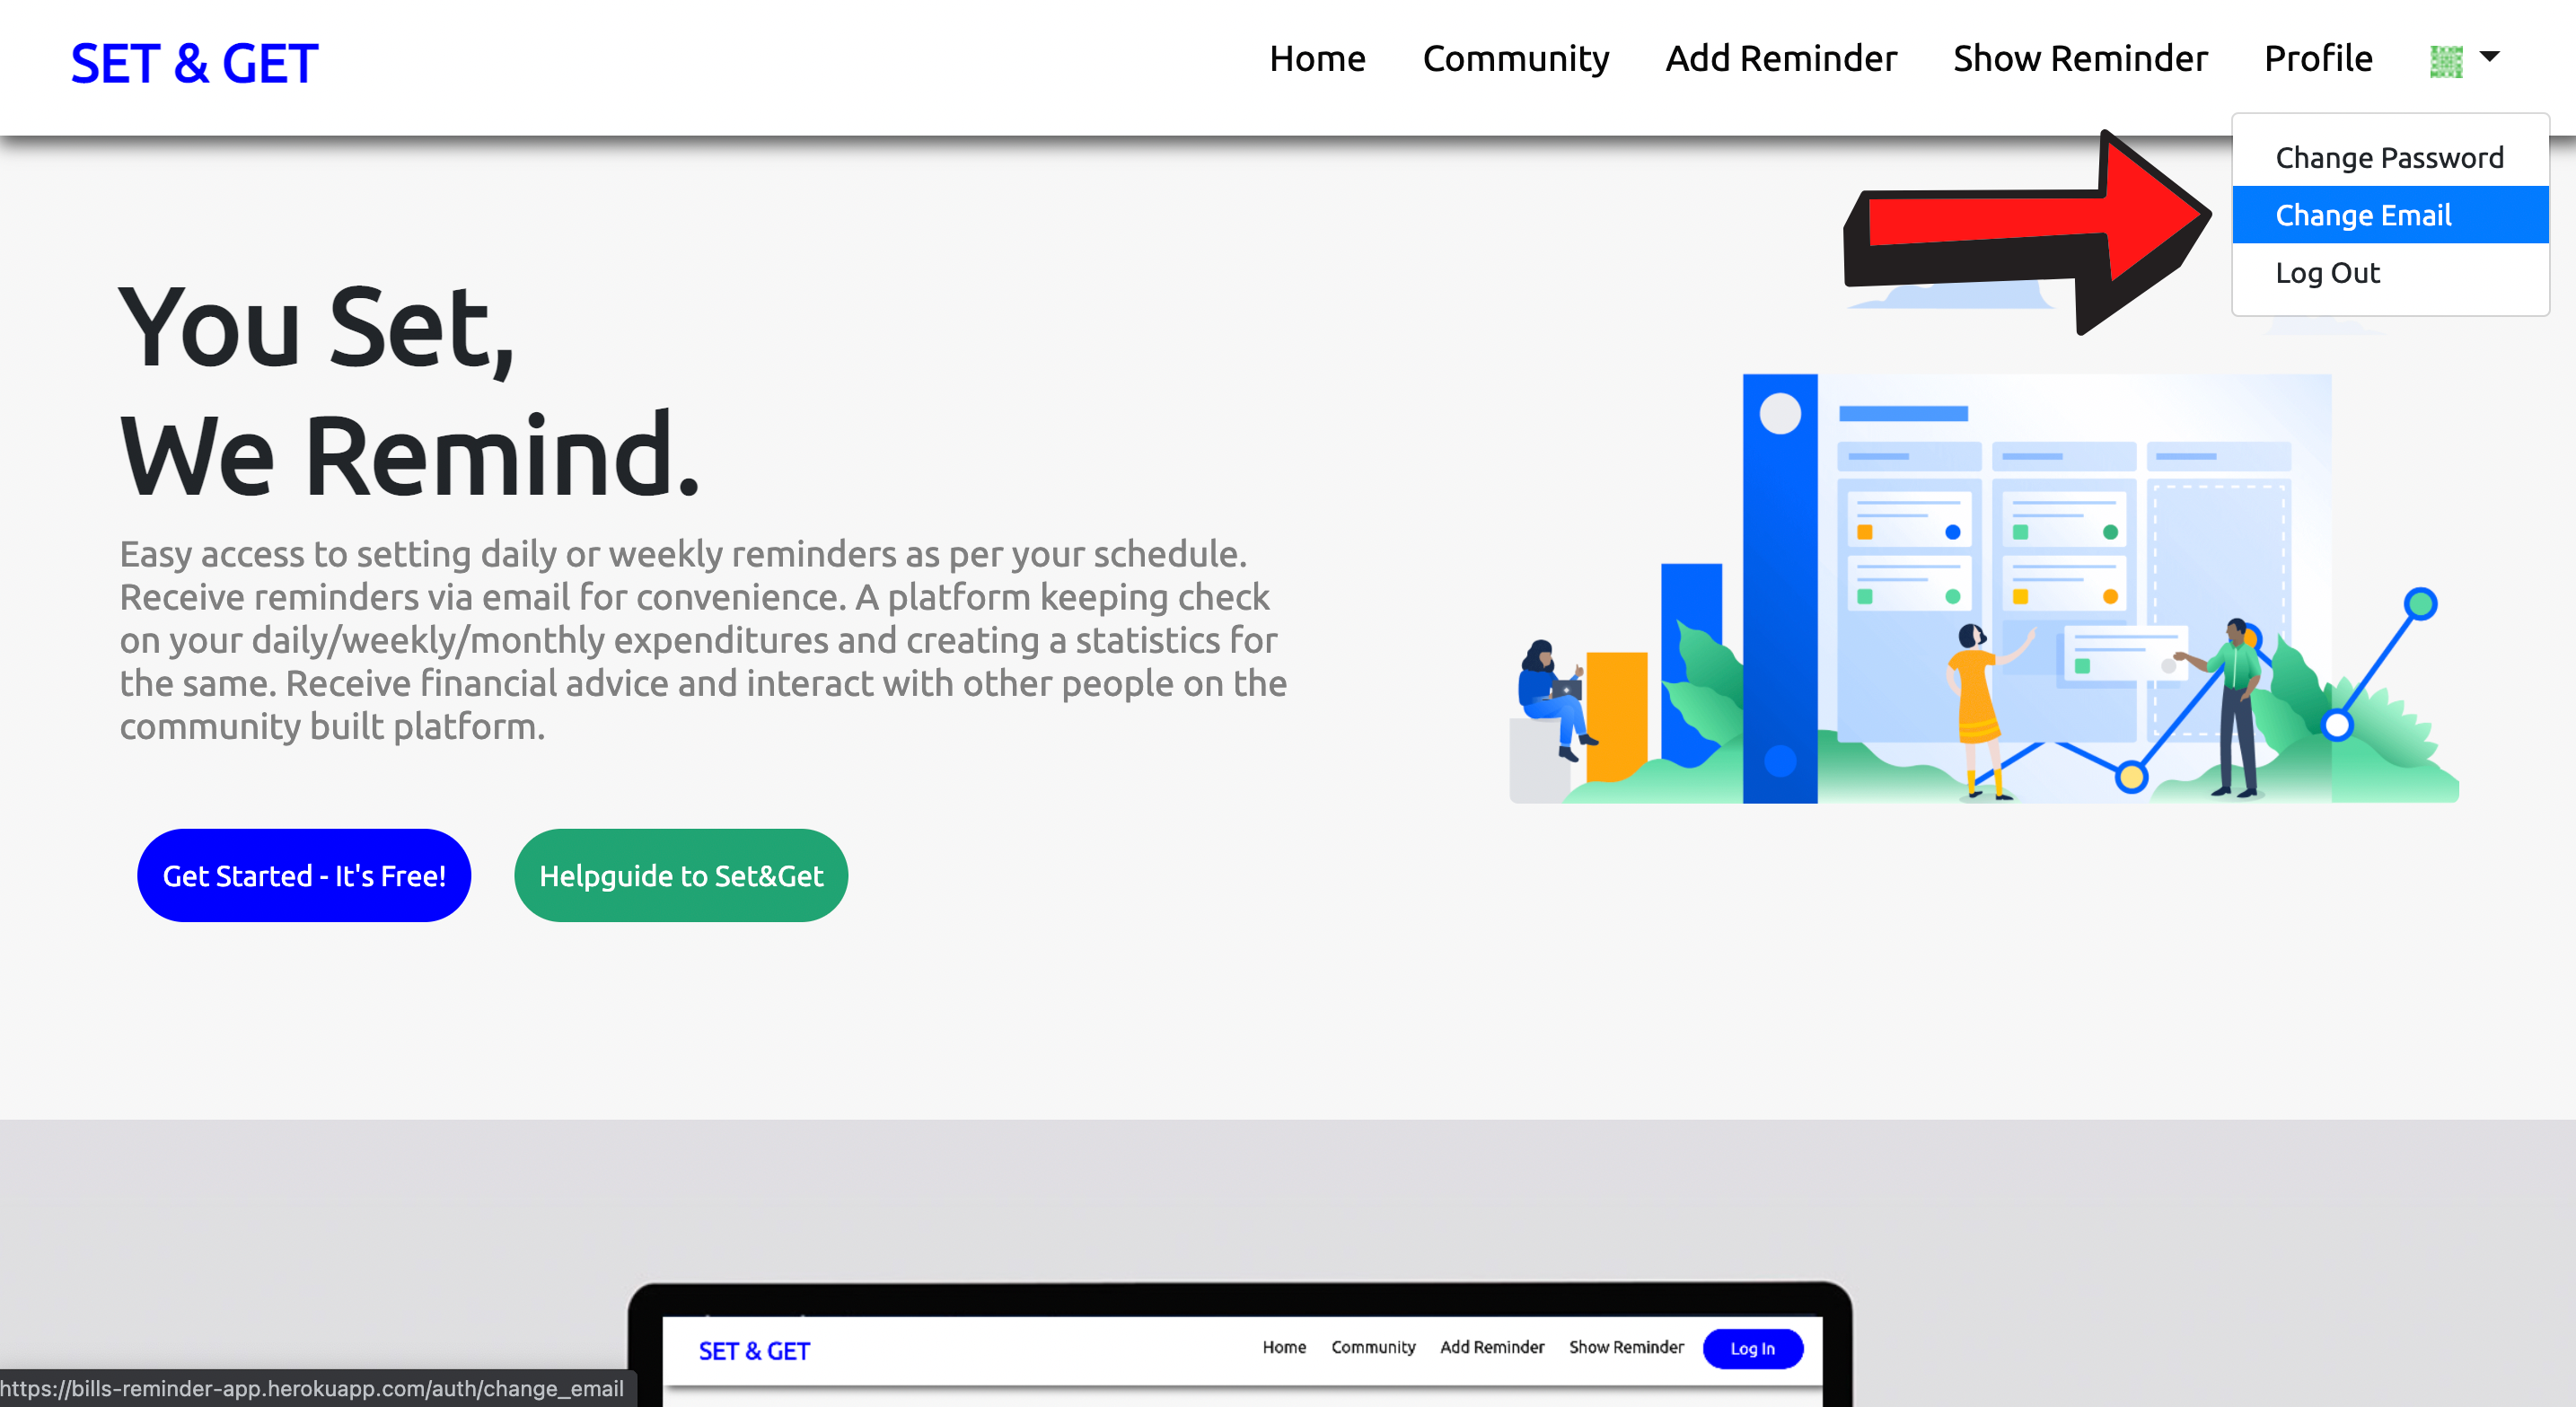 SET & GET
Home Community Add Reminder Show Reminder Profile
Change Password
Change Email
Log Out
You Set,
We Remind.
Easy access to setting daily or weekly reminders as per your schedule.
Receive reminders via email for convenience. A platform keeping check
on your daily/weekly/monthly expenditures and creating a statistics for
the same. Receive financial advice and interact with other people on the
community built platform.
Get Started - It's Free! Helpguide to Set&Get
SET & GET Home Community Add Reminder Show Reminder Log In
https://bills-reminder-app.herokuapp.com/auth/change_email